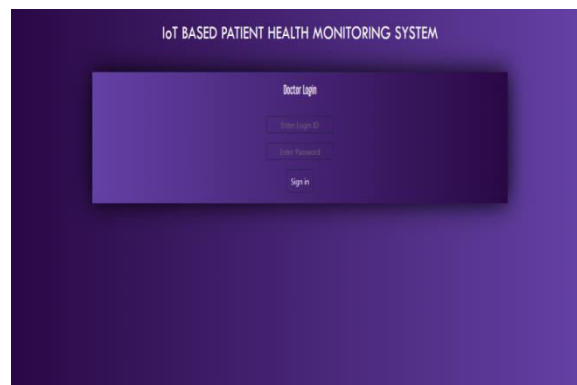 IoT BASED PATIENT HEALTH MONITORING SYSTEM
Doctor Login
Enter Login ID
Enter Password
Sign in